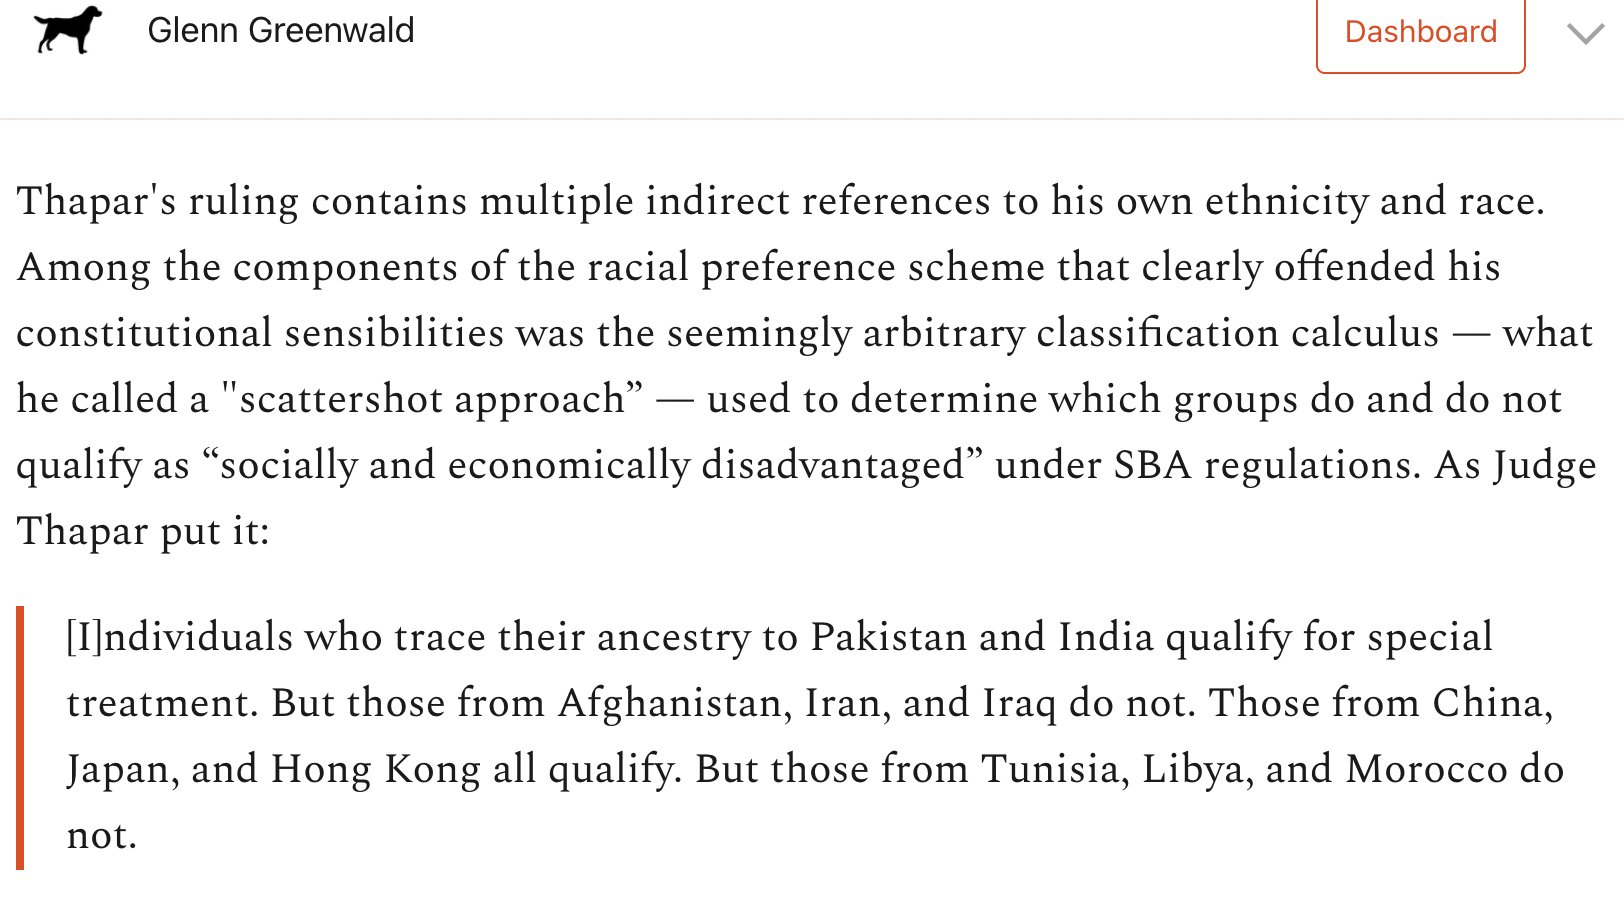 Glenn Greenwald
Dashboard
Thapar's ruling contains multiple indirect references to his own ethnicity and race.
Among the components of the racial preference scheme that clearly offended his
constitutional sensibilities was the seemingly arbitrary classification calculus — what
he called a "scattershot approach” — used to determine which groups do and do not
qualify as “socially and economically disadvantaged” under SBA regulations. As Judge
Thapar put it:
[I]ndividuals who trace their ancestry to Pakistan and India qualify for special
treatment. But those from Afghanistan, Iran, and Iraq do not. Those from China,
Japan, and Hong Kong all qualify. But those from Tunisia, Libya, and Morocco do
not.